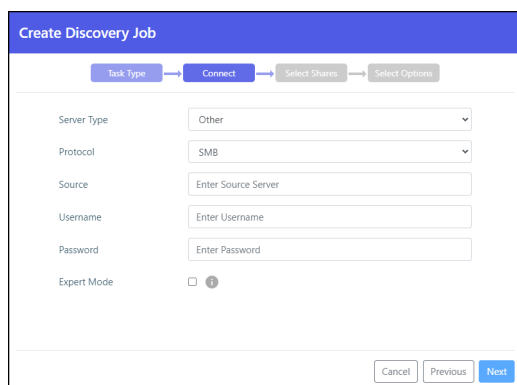 Create Discovery Job
Task Type Connect Select Shares Select Options
Server Type Other
Protocol SMB
Source Enter Source Server
Username Enter Username
Password Enter Password
Expert Mode i
Cancel Previous Next